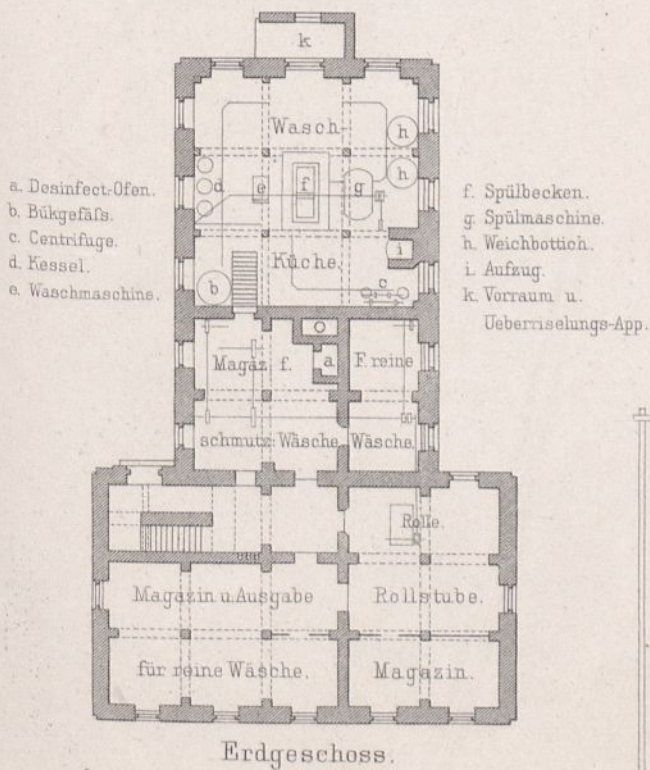 k
Wasch-
h
h
d
e
f
g
i
Küche.
b
c
a. Desinfect.-Ofen.
b. Bükgefäſs.
c. Centrifuge.
d. Kessel.
e. Waschmaschine.
f. Spülbecken.
g. Spülmaschine.
h. Weichbottich.
i. Aufzug.
k. Vorraum u.
Ueberriselungs-App.
Magaz. f.
a
F. reine
schmutz. Wäsche.
Wäsche.
Rolle.
Magazin u. Ausgabe
Rollstube.
für reine Wäsche.
Magazin.
Erdgeschoss.